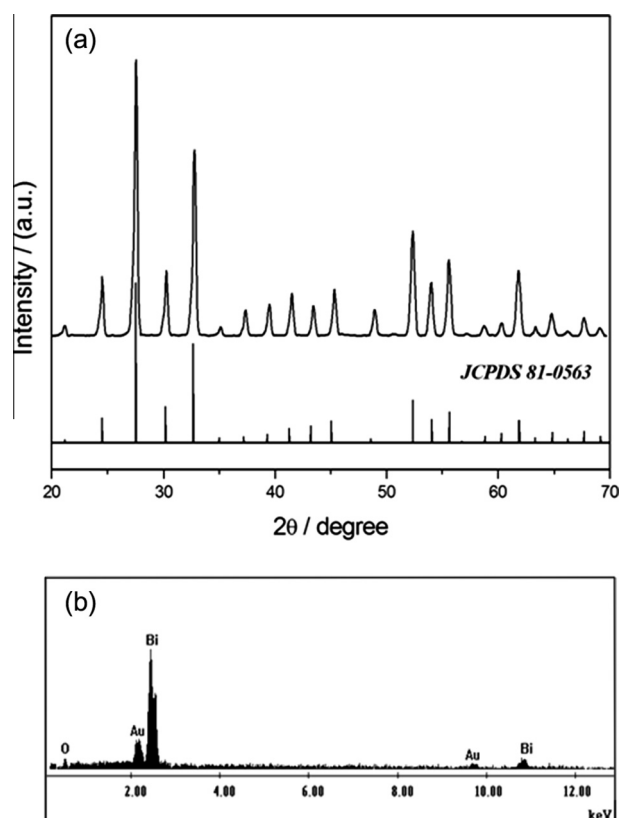 (a)
Intensity / (a.u.)
JCPDS 81-0563
20 30 40 50 60 70
2θ / degree
(b)
Bi
Au
O
Au
Bi
2.00 4.00 6.00 8.00 10.00 12.00
keV